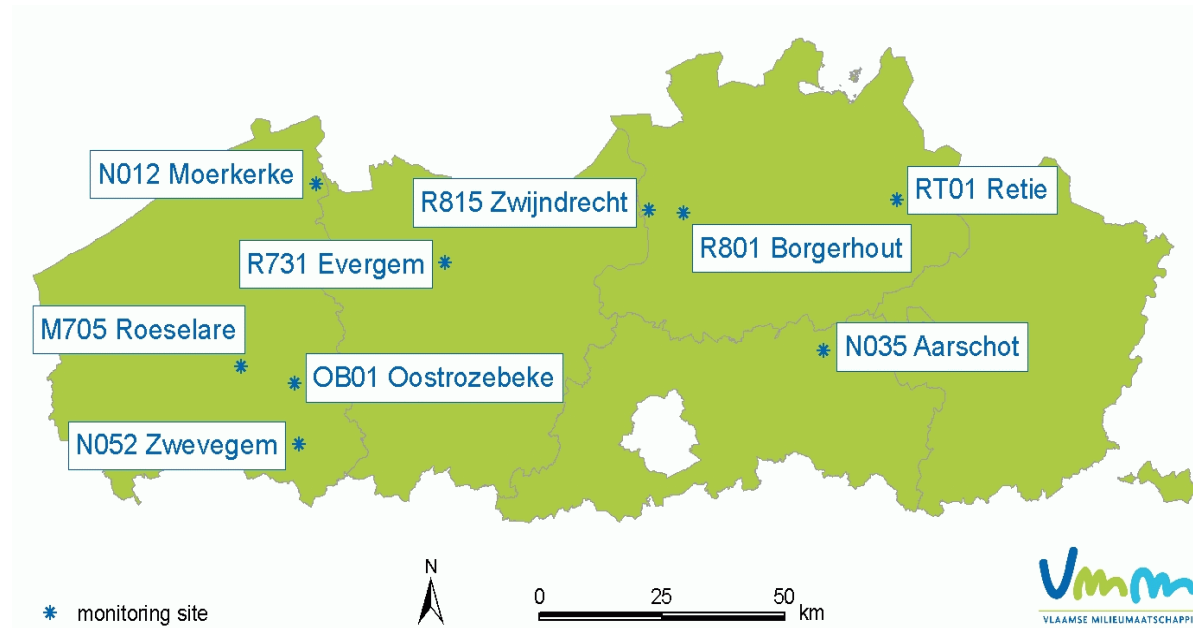 N012 Moerkerke
R815 Zwijndrecht
RT01 Retie
R801 Borgerhout
R731 Evergem
M705 Roeselare
N035 Aarschot
OB01 Oostrozebeke
N052 Zwevegem
N
0 25 50
km
monitoring site
Vmm
VLAAMSE MILIEUMAATSCHAPPI